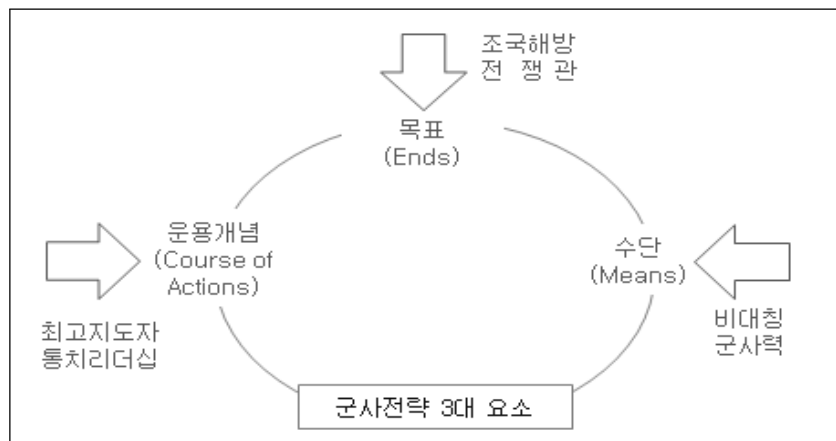 조국해방
전 쟁 관
목표
(Ends)
운용개념
(Course of
Actions)
수단
(Means)
최고지도자
통치리더십
비대칭
군사력
군사전략 3대 요소